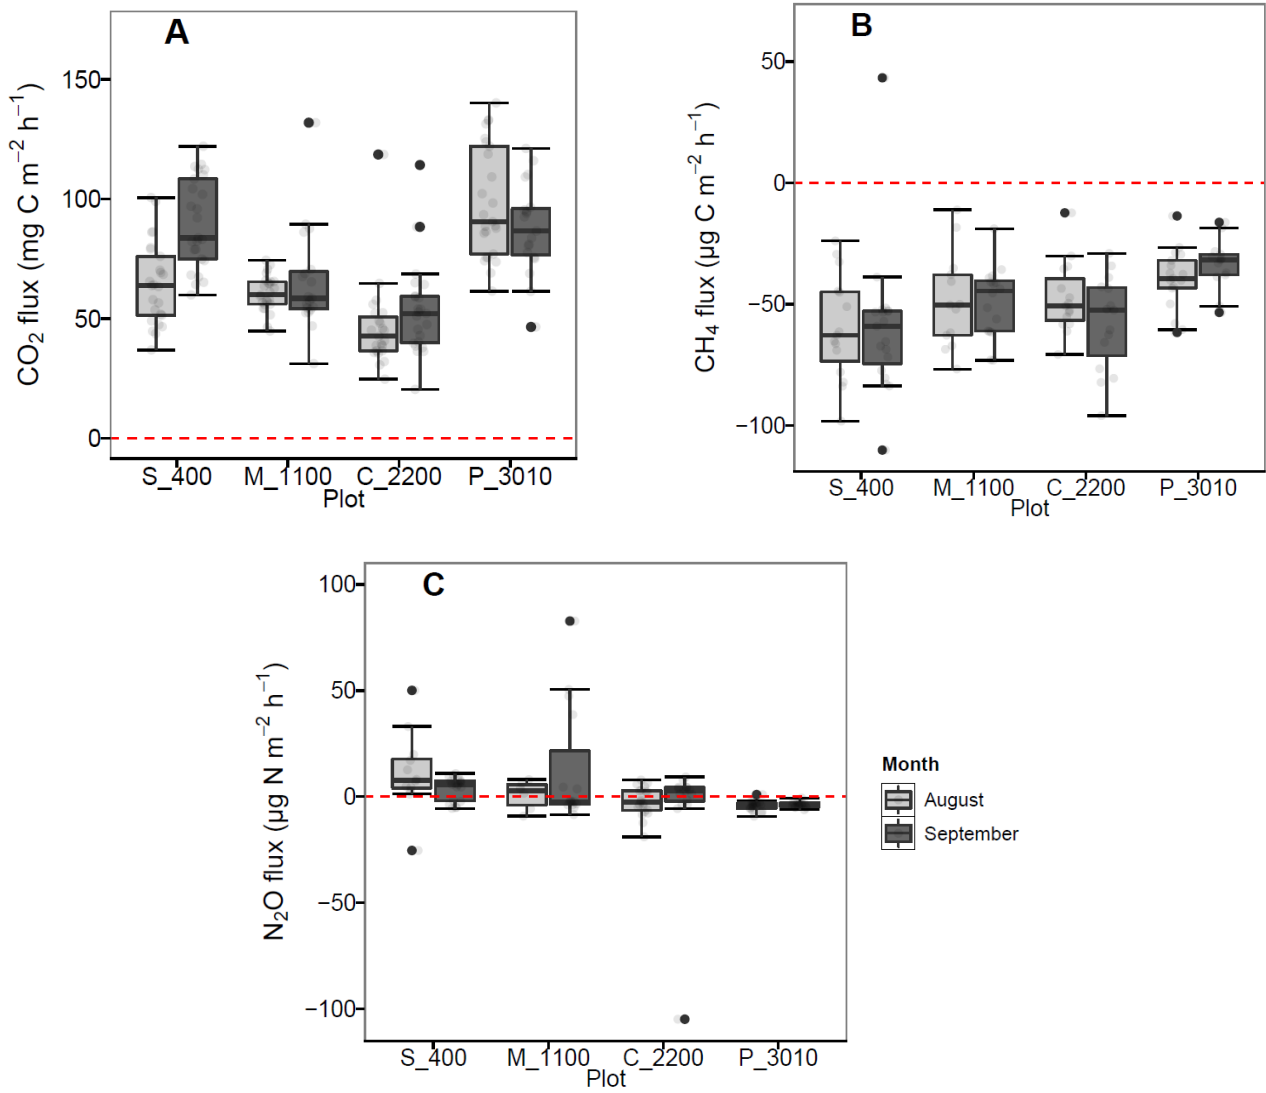 A
CO₂ flux (mg C m⁻² h⁻¹)
150
100
50
0
S_400 M_1100 C_2200 P_3010
Plot
B
CH₄ flux (µg C m⁻² h⁻¹)
50
0
−50
−100
S_400 M_1100 C_2200 P_3010
Plot
C
N₂O flux (µg N m⁻² h⁻¹)
100
50
0
−50
−100
S_400 M_1100 C_2200 P_3010
Plot
Month
August
September